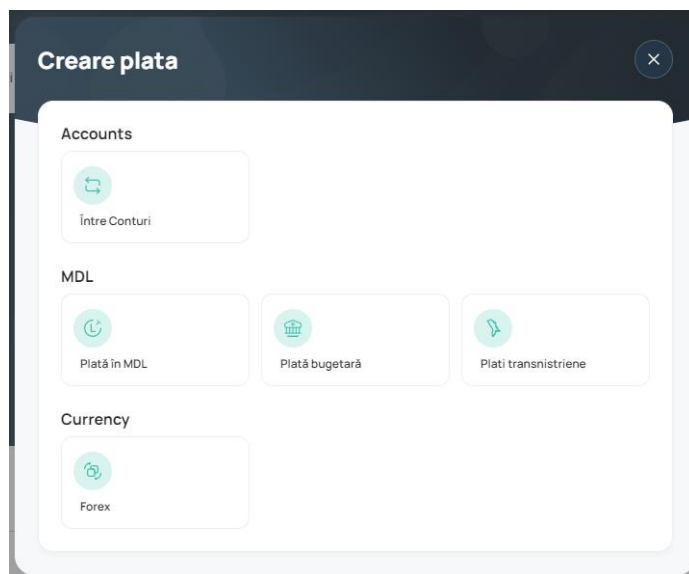 Creare plata
Accounts
Între Conturi
MDL
Plată în MDL
Plată bugetară
Plati transnistriene
Currency
Forex